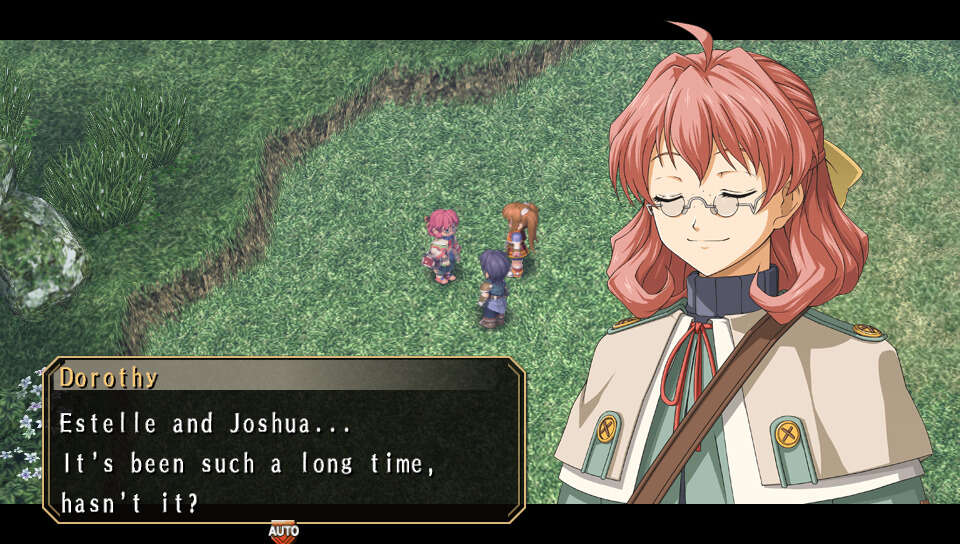 Dorothy
Estelle and Joshua...
It's been such a long time,
hasn't it?
AUTO